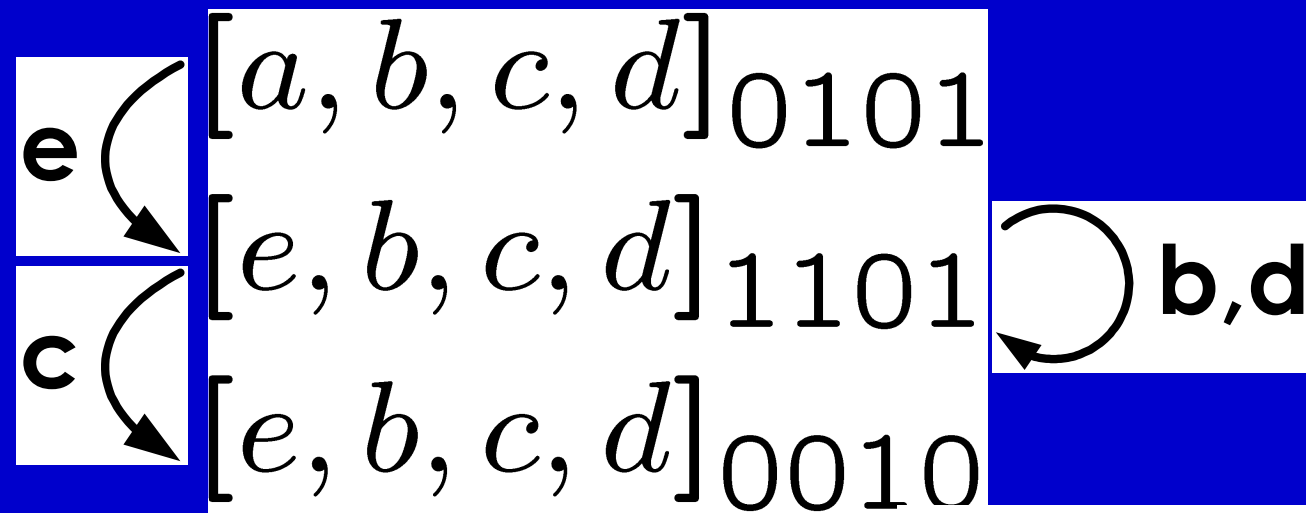 [a, b, c, d]0101
e
[e, b, c, d]1101
b,d
c
[e, b, c, d]0010